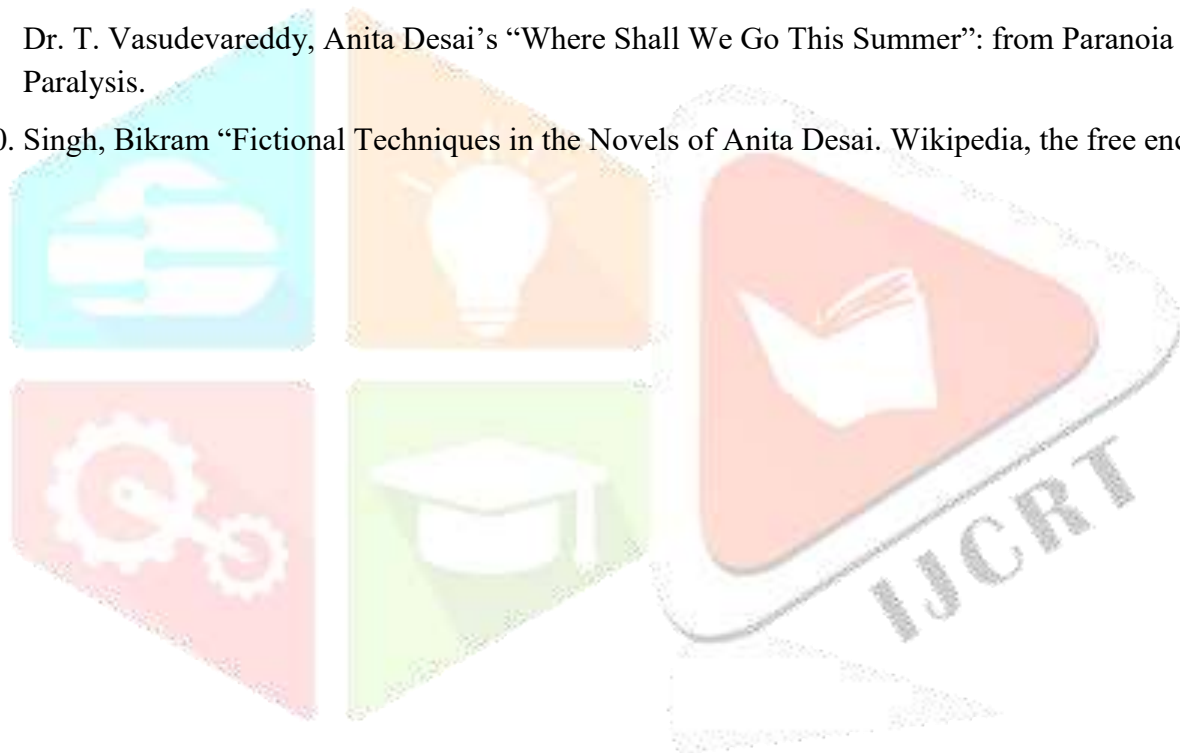 Dr. T. Vasudevareddy, Anita Desai’s “Where Shall We Go This Summer”: from Paranoia
Paralysis.
0. Singh, Bikram “Fictional Techniques in the Novels of Anita Desai. Wikipedia, the free enc
IJCRT